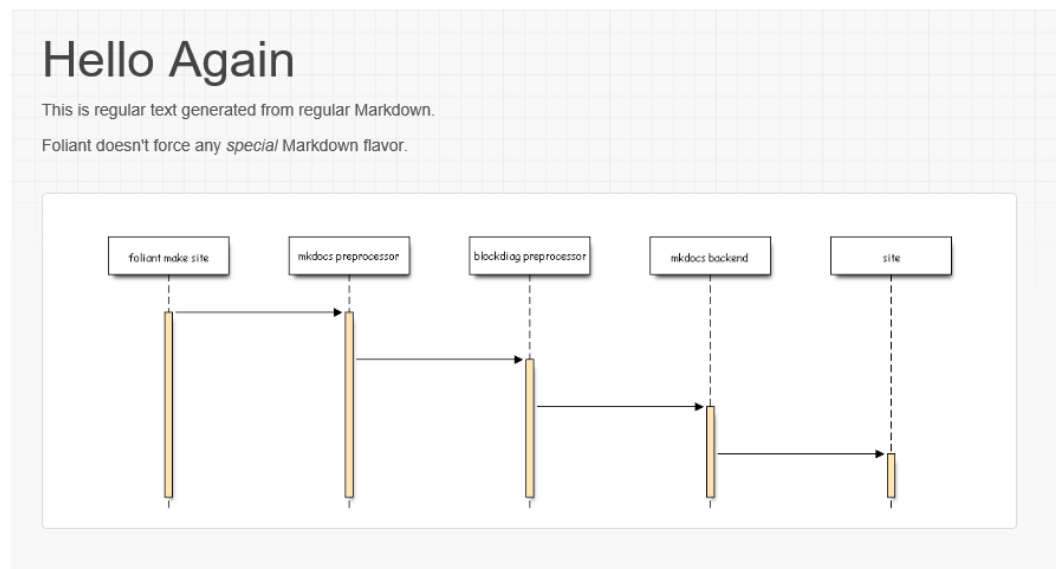 Hello Again
This is regular text generated from regular Markdown.
Foliant doesn't force any special Markdown flavor.
foliant make site
mkdocs preprocessor
blockdiag preprocessor
mkdocs backend
site